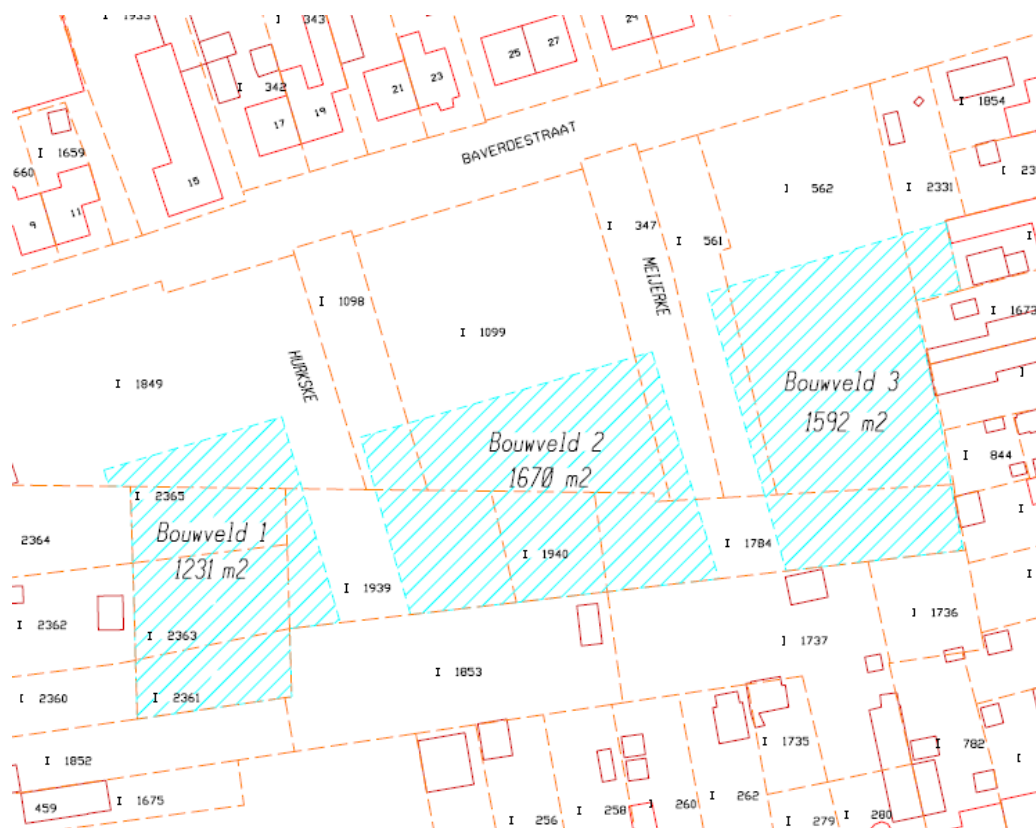 I 1933
I 343
24
25
27
I 342
21
23
17
19
I 1854
BAVERDESTRAAT
I 1659
660
15
9
11
I 562
I 2331
I 347
I 561
MEIJERKE
I 1098
I 1099
I 1673
HURKSKE
I 1849
Bouwveld 3
1592 m2
Bouwveld 2
1670 m2
I 844
I 2365
Bouwveld 1
1231 m2
2364
I 1940
I 1784
I 1939
I 2362
I 2363
I 1736
I 1737
I 1853
I 2360
I 2361
I 1735
I 782
I 1852
I 1675
459
I 256
I 258
I 260
I 262
I 279
I 280